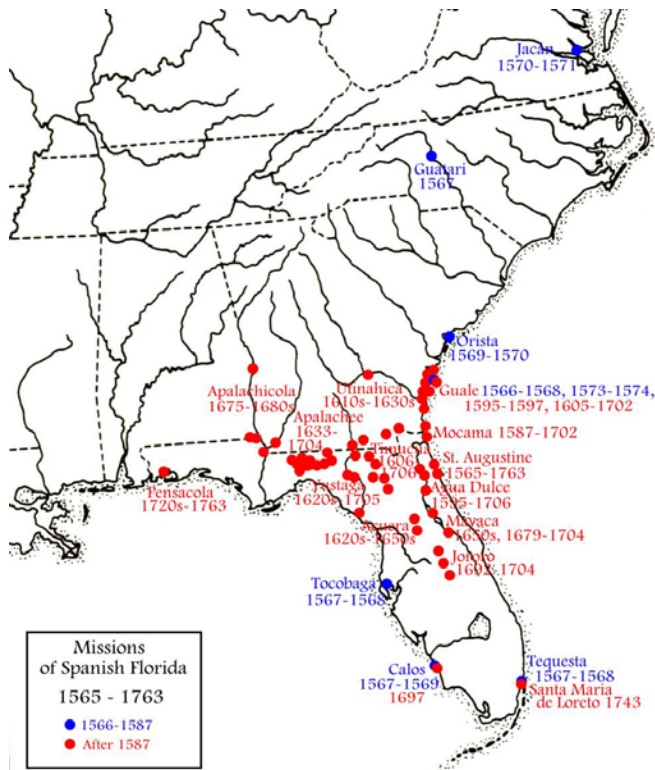 Jacán
1570-1571
Guatari
1567
Orista
1569-1570
Guale 1566-1568, 1573-1574,
1595-1597, 1605-1702
Utinahica
1610s-1630s
Apalachicola
1675-1680s
Apalachee
1633-
1704
Mocama 1587-1702
Timucua
1606
1706
St. Augustine
1565-1763
Yustaga
1620s-1705
Agua Dulce
1595-1706
Pensacola
1720s-1763
Acuera
1620s-1650s
Mayaca
1650s, 1679-1704
Jororo
1692-1704
Tocobaga
1567-1568
Calos
1567-1569
1697
Tequesta
1567-1568
Santa Maria
de Loreto 1743
Missions
of Spanish Florida
1565 - 1763
1566-1587
After 1587